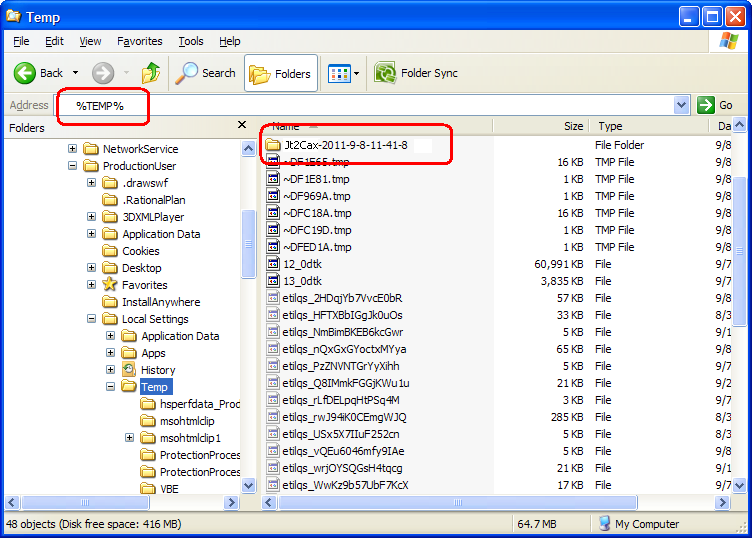 Temp
File Edit View Favorites Tools Help
Back Search Folders Folder Sync
Address %TEMP% Go
Folders
NetworkService
ProductionUser
.drawswf
.RationalPlan
3DXMLPlayer
Application Data
Cookies
Desktop
Favorites
InstallAnywhere
Local Settings
Application Data
Apps
History
Temp
hsperfdata_Proc
msohtmlclip
msohtmlclip1
ProtectionProces
ProtectionProces
VBE
Name Size Type Da
Jt2Cax-2011-9-8-11-41-8 File Folder 9/8
~DF1E65.tmp 16 KB TMP File 9/8
~DF1E81.tmp 1 KB TMP File 9/8
~DF969A.tmp 1 KB TMP File 9/8
~DFC18A.tmp 16 KB TMP File 9/8
~DFC19D.tmp 1 KB TMP File 9/8
~DFED1A.tmp 1 KB TMP File 9/8
12_0dtk 60,991 KB File 9/7
13_0dtk 3,835 KB File 9/7
etilqs_2HDqjYb7VvcE0bR 57 KB File 9/8
etilqs_HFTXBbIGgJk0uOs 33 KB File 9/2
etilqs_NmBimBKEB6kcGwr 5 KB File 9/1
etilqs_nQxGxGYoctxMYya 65 KB File 9/8
etilqs_PzZNVNTGrYyXihh 5 KB File 9/2
etilqs_Q8IMmkFGGjKWu1u 21 KB File 9/2
etilqs_rLfDELpqHtPSq4M 3 KB File 9/7
etilqs_rwJ94iK0CEmgWJQ 285 KB File 9/3
etilqs_USx5X7IIuF252cn 5 KB File 9/3
etilqs_vQEu6046mfy9IAe 5 KB File 9/8
etilqs_wrjOYSQGsH4tqcg 21 KB File 9/1
etilqs_WwKz9b57UbF7KcX 17 KB File 9/7
48 objects (Disk free space: 416 MB) 64.7 MB My Computer